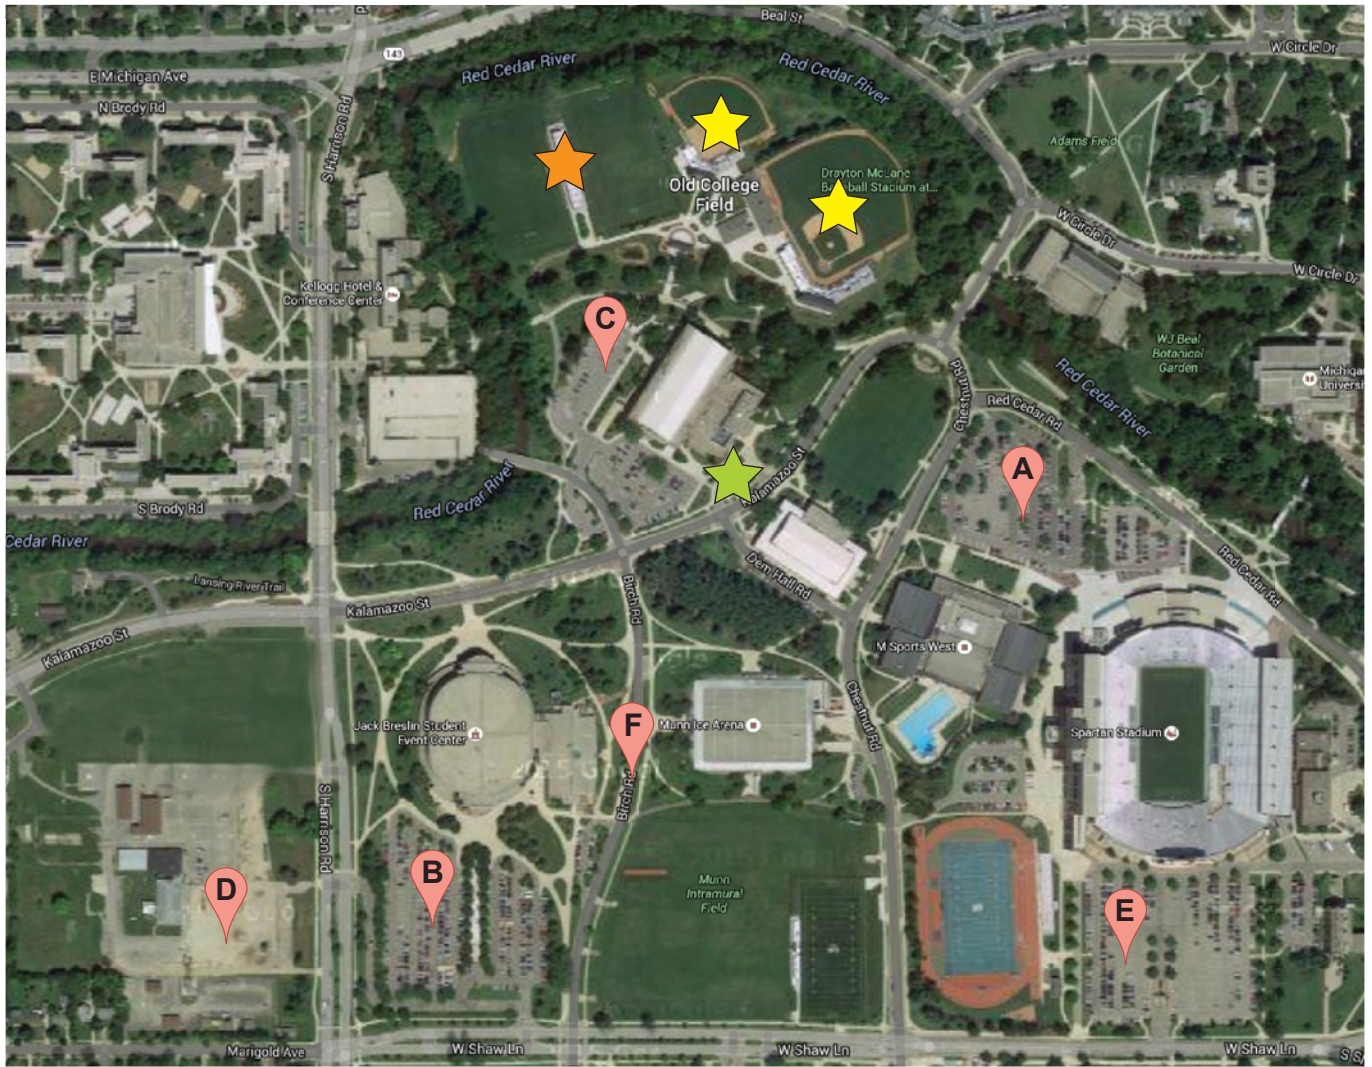 Beal St
W Circle Dr
143
E Michigan Ave
Red Cedar River
Red Cedar River
N Brody Rd
S Harrison Rd
Adams Field
Drayton McLane
Baseball Stadium at...
Old College
Field
W Circle Dr
W Circle Dr
Kellogg Hotel &
Conference Center
C
WJ Beal
Botanical
Garden
Red Cedar River
Michigan
Universi
Chestnut Rd
Red Cedar Rd
A
Red Cedar River
Kalamazoo St
S Brody Rd
Cedar River
Lansing River Trail
Dem Hall Rd
Red Cedar Rd
Birch Rd
Kalamazoo St
Kalamazoo St
M Sports West
Chestnut Rd
F
Jack Breslin Student
Event Center
Munn Ice Arena
Spartan Stadium
Birch Rd
S Harrison Rd
D
B
Munn
Intramural
Field
E
Marigold Ave
W Shaw Ln
W Shaw Ln
W Shaw Ln